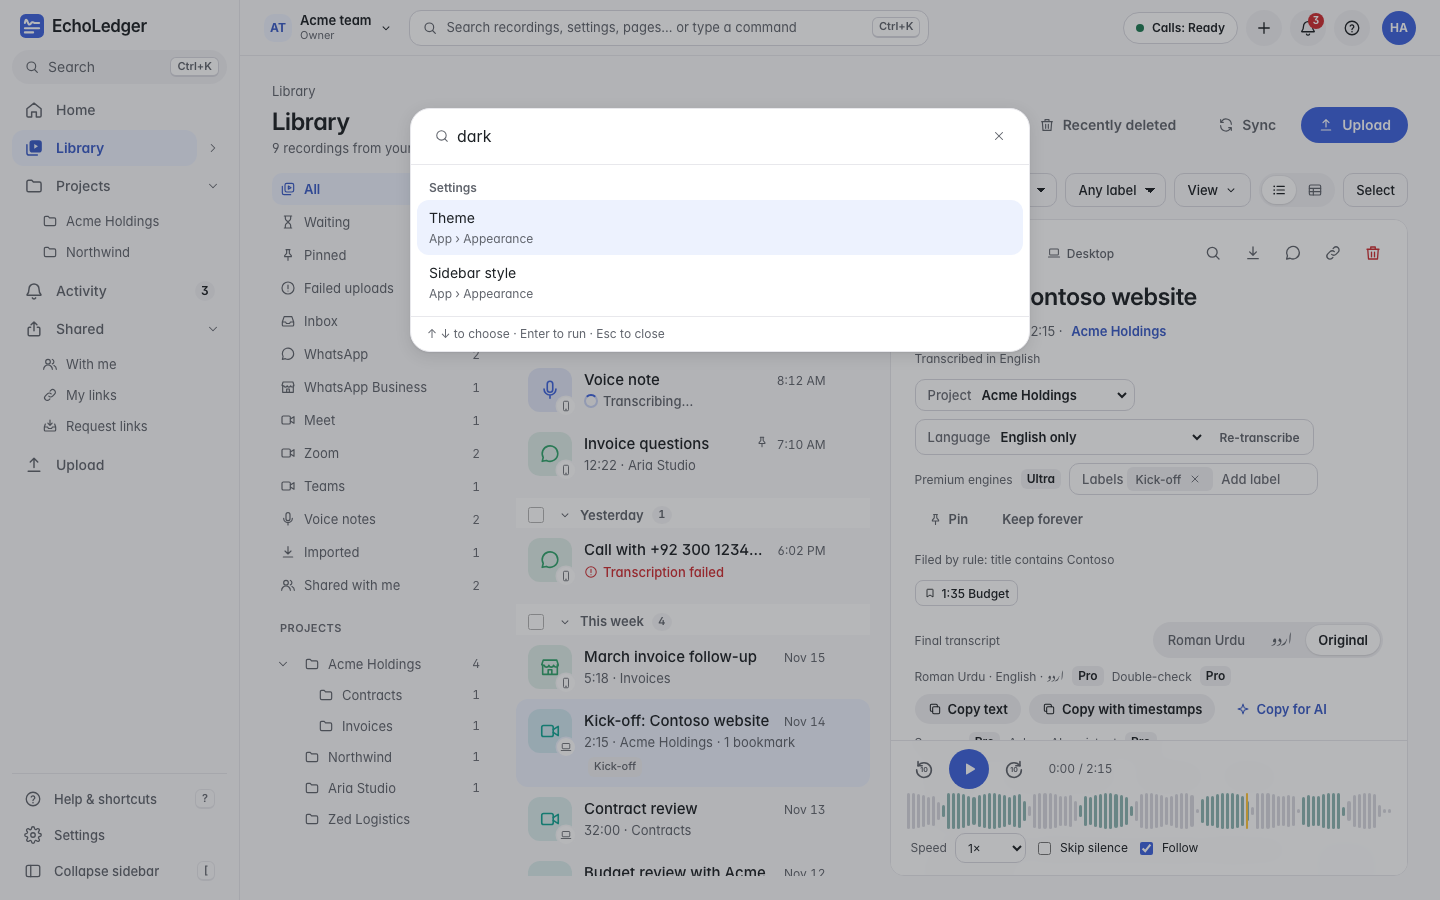 EchoLedger
Search Ctrl+K
Home
Library
Projects
Acme Holdings
Northwind
Activity 3
Shared
With me
My links
Request links
Upload
Help & shortcuts ?
Settings
Collapse sidebar [
AT Acme team
Owner
Search recordings, settings, pages... or type a command Ctrl+K
Calls: Ready
3
HA
Library
Library
9 recordings from your
Recently deleted
Sync
Upload
dark
Settings
Theme
App › Appearance
Sidebar style
App › Appearance
↑ ↓ to choose · Enter to run · Esc to close
All
Waiting
Pinned
Failed uploads
Inbox
WhatsApp 2
WhatsApp Business 1
Meet 1
Zoom 2
Teams 1
Voice notes 2
Imported 1
Shared with me 2
PROJECTS
Acme Holdings 4
Contracts 1
Invoices 1
Northwind 1
Aria Studio 1
Zed Logistics
Any label
View
Select
Voice note 8:12 AM
Transcribing...
Invoice questions 7:10 AM
12:22 · Aria Studio
Yesterday 1
Call with +92 300 1234... 6:02 PM
Transcription failed
This week 4
March invoice follow-up Nov 15
5:18 · Invoices
Kick-off: Contoso website Nov 14
2:15 · Acme Holdings · 1 bookmark
Kick-off
Contract review Nov 13
32:00 · Contracts
Budget review with Acme Nov 12
Desktop
ontoso website
2:15 · Acme Holdings
Transcribed in English
Project Acme Holdings
Language English only Re-transcribe
Premium engines Ultra Labels Kick-off × Add label
Pin Keep forever
Filed by rule: title contains Contoso
1:35 Budget
Final transcript Roman Urdu اردو Original
Roman Urdu · English · اردو Pro Double-check Pro
Copy text Copy with timestamps Copy for AI
10 10 0:00 / 2:15
Speed 1× Skip silence Follow